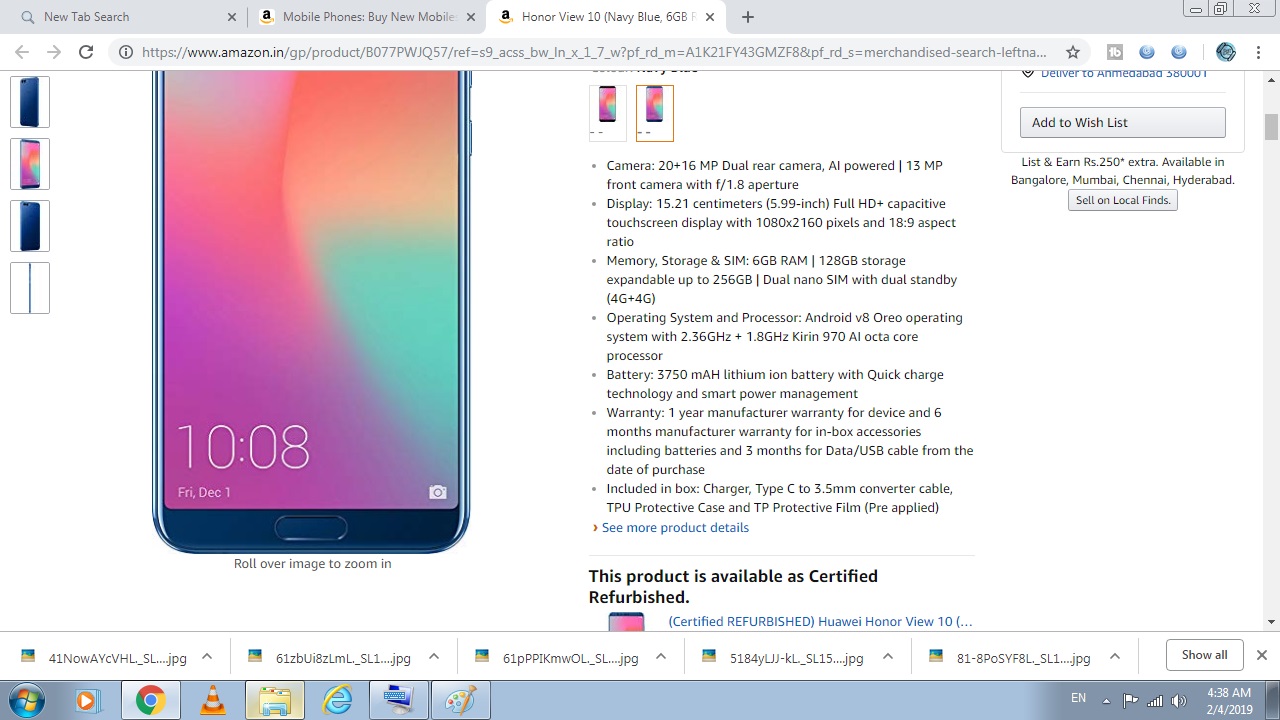 New Tab Search
Mobile Phones: Buy New Mobile
Honor View 10 (Navy Blue, 6GB R
https://www.amazon.in/gp/product/B077PWJQ57/ref=s9_acss_bw_ln_x_1_7_w?pf_rd_m=A1K21FY43GMZF8&pf_rd_s=merchandised-search-leftna...
Navy Blue
Deliver to Ahmedabad 380001
Add to Wish List
List & Earn Rs.250* extra. Available in
Bangalore, Mumbai, Chennai, Hyderabad.
Sell on Local Finds.
Camera: 20+16 MP Dual rear camera, AI powered | 13 MP
front camera with f/1.8 aperture
Display: 15.21 centimeters (5.99-inch) Full HD+ capacitive
touchscreen display with 1080x2160 pixels and 18:9 aspect
ratio
Memory, Storage & SIM: 6GB RAM | 128GB storage
expandable up to 256GB | Dual nano SIM with dual standby
(4G+4G)
Operating System and Processor: Android v8 Oreo operating
system with 2.36GHz + 1.8GHz Kirin 970 AI octa core
processor
Battery: 3750 mAH lithium ion battery with Quick charge
technology and smart power management
Warranty: 1 year manufacturer warranty for device and 6
months manufacturer warranty for in-box accessories
including batteries and 3 months for Data/USB cable from the
date of purchase
Included in box: Charger, Type C to 3.5mm converter cable,
TPU Protective Case and TP Protective Film (Pre applied)
› See more product details
10:08
Fri, Dec 1
Roll over image to zoom in
This product is available as Certified
Refurbished.
(Certified REFURBISHED) Huawei Honor View 10 (...
41NowAYcVHL._SL....jpg
61zbUi8zLmL._SL1....jpg
61pPPIKmwOL._SL....jpg
5184yLJJ-kL._SL15....jpg
81-8PoSYF8L._SL1....jpg
Show all
EN
4:38 AM
2/4/2019